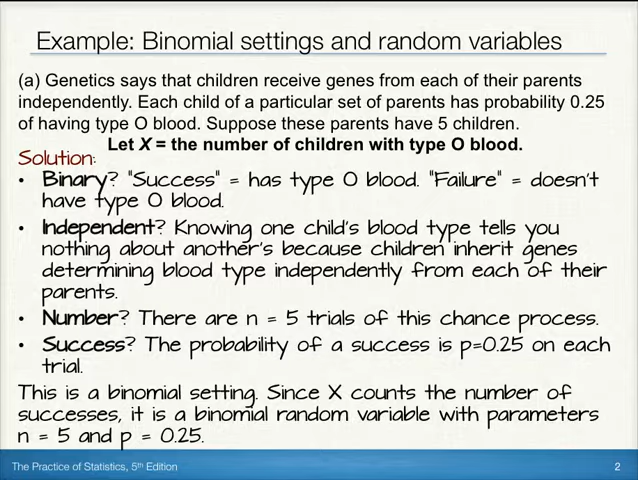 Example: Binomial settings and random variables
(a) Genetics says that children receive genes from each of their parents
independently. Each child of a particular set of parents has probability 0.25
of having type O blood. Suppose these parents have 5 children.
Let X = the number of children with type O blood.
Solution:
• Binary? "Success" = has type O blood. "Failure" = doesn't
have type O blood.
• Independent? Knowing one child's blood type tells you
nothing about another's because children inherit genes
determining blood type independently from each of their
parents.
• Number? There are n = 5 trials of this chance process.
• Success? The probability of a success is p=0.25 on each
trial.
This is a binomial setting. Since X counts the number of
successes, it is a binomial random variable with parameters
n = 5 and p = 0.25.
The Practice of Statistics, 5th Edition
2